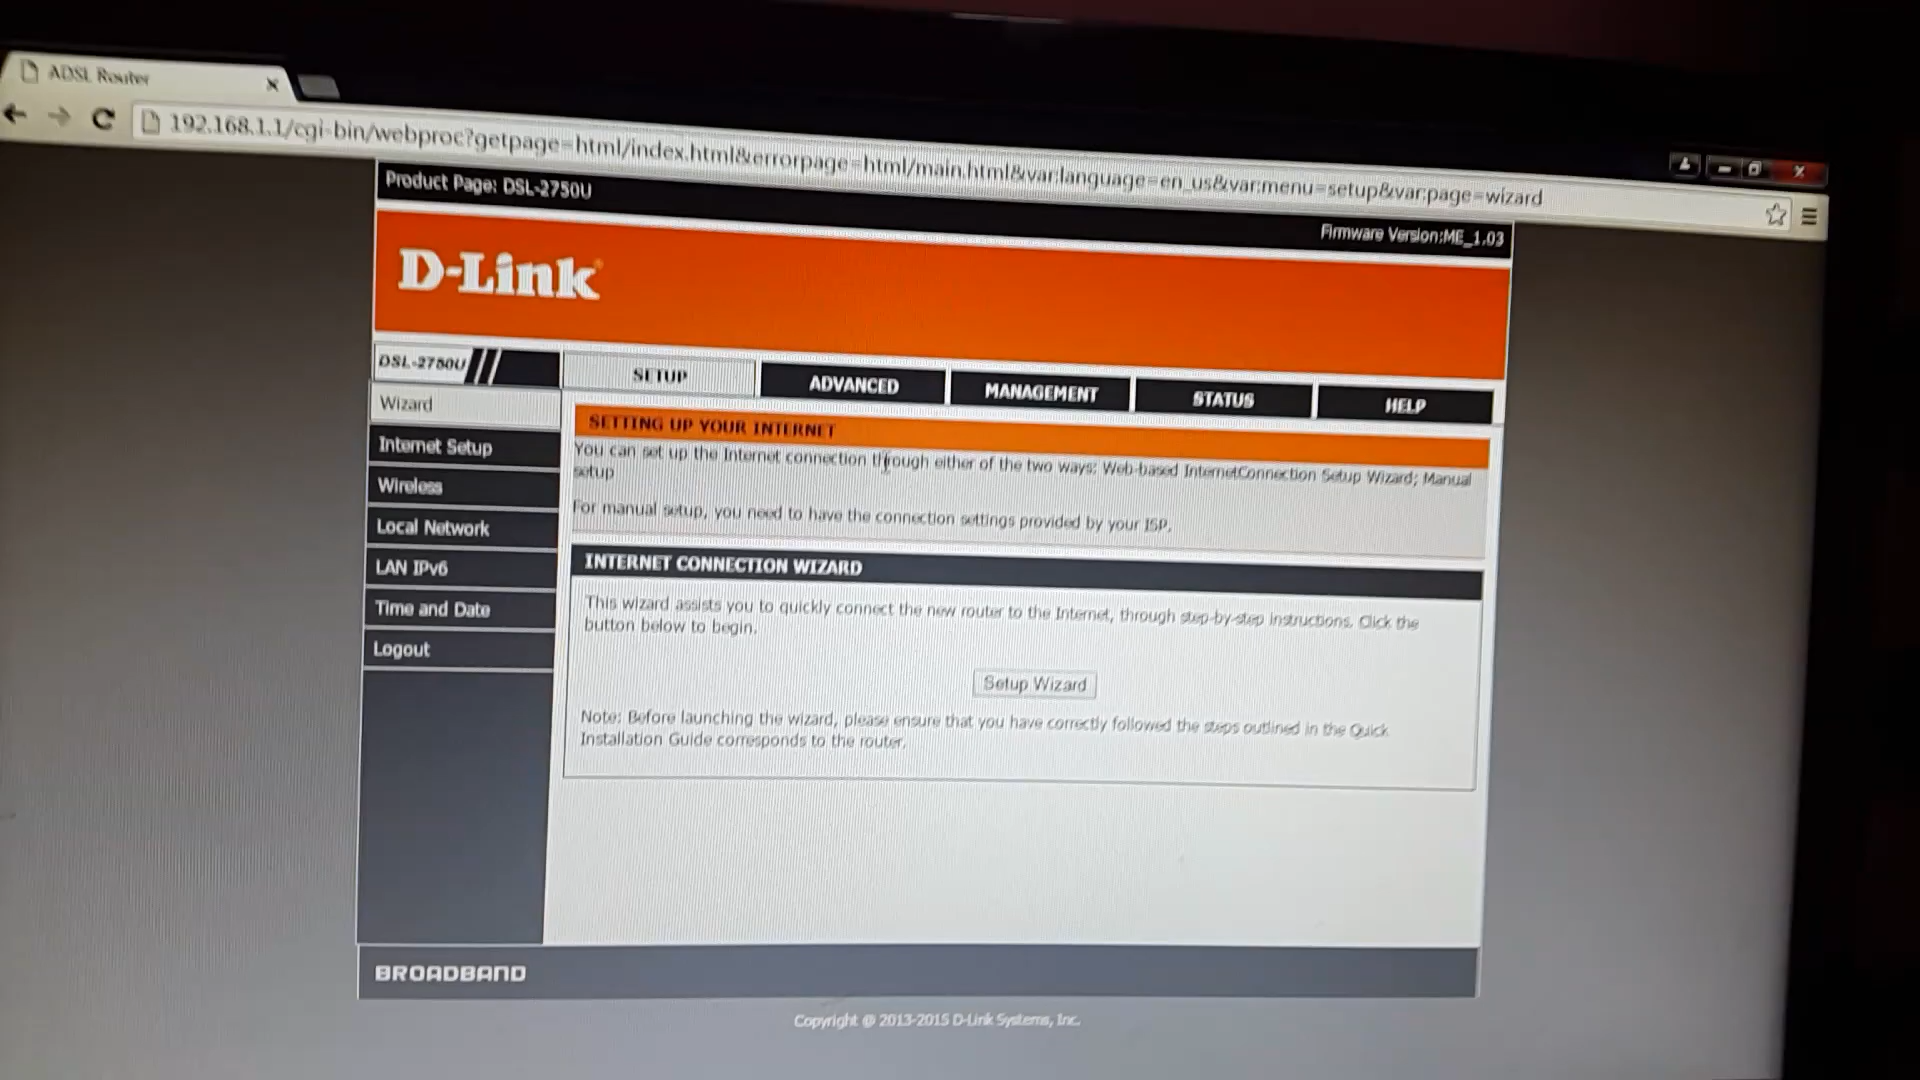 ADSL Router
192.168.1.1/cgi-bin/webproc?getpage=html/index.html&errorpage=html/main.html&var:language=en_us&var:menu=setup&var:page=wizard
Product Page: DSL-2750U
Firmware Version:ME_1.03
D-Link
DSL-2750U
SETUP
ADVANCED
MANAGEMENT
STATUS
HELP
Wizard
Internet Setup
Wireless
Local Network
LAN IPv6
Time and Date
Logout
SETTING UP YOUR INTERNET
You can set up the Internet connection through either of the two ways: Web-based InternetConnection Setup Wizard; Manual
setup
For manual setup, you need to have the connection settings provided by your ISP.
INTERNET CONNECTION WIZARD
This wizard assists you to quickly connect the new router to the Internet, through step-by-step instructions. Click the
button below to begin.
Setup Wizard
Note: Before launching the wizard, please ensure that you have correctly followed the steps outlined in the Quick
Installation Guide corresponds to the router.
BROADBAND
Copyright @ 2013-2015 D-Link Systems, Inc.